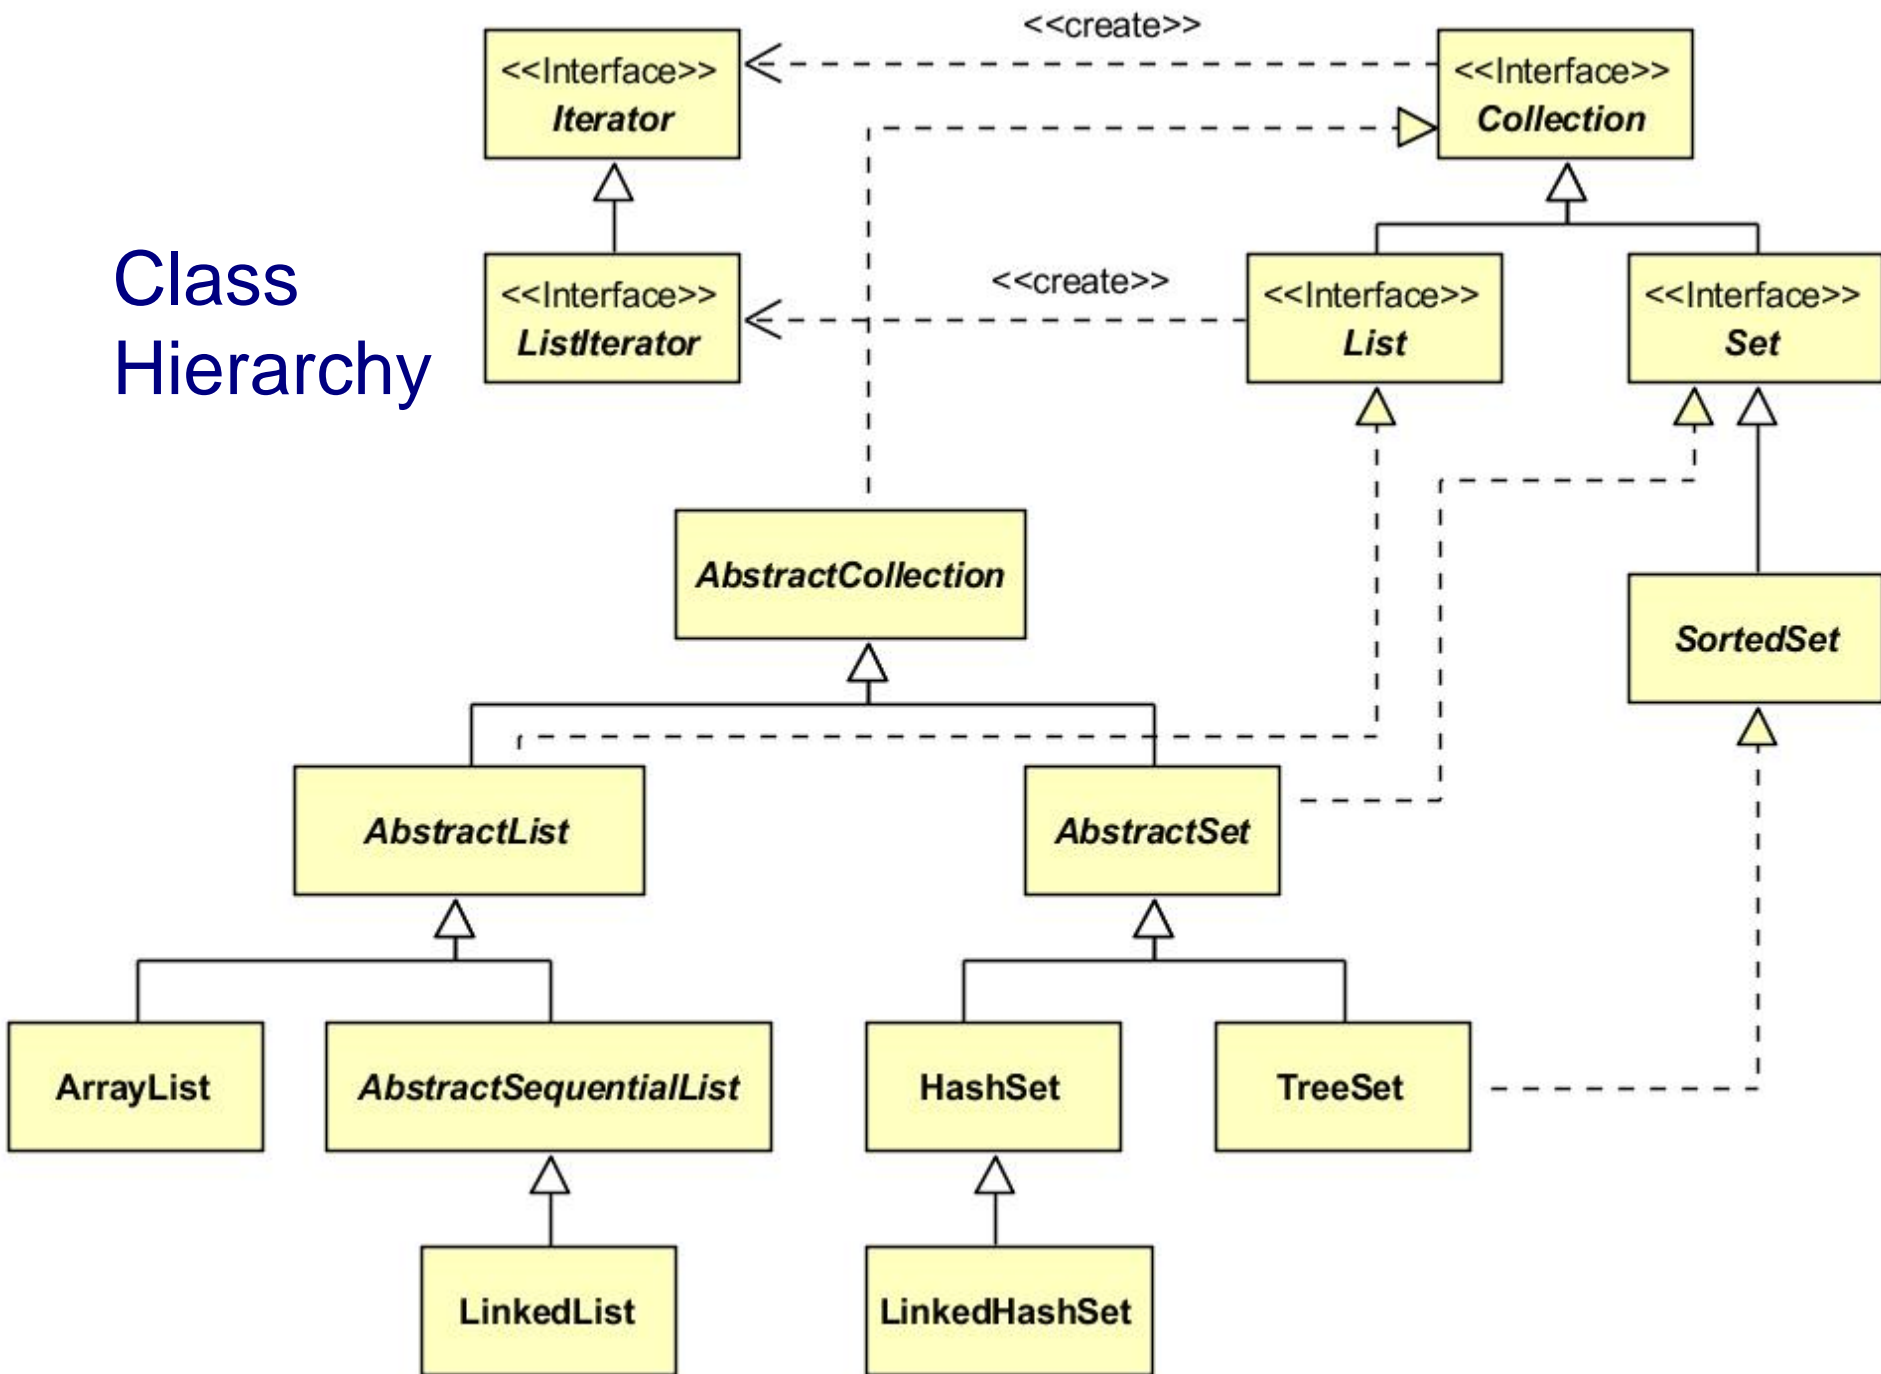 <<create>>
<<Interface>>
Iterator
<<Interface>>
Collection
Class
Hierarchy
<<Interface>>
ListIterator
<<create>>
<<Interface>>
List
<<Interface>>
Set
AbstractCollection
SortedSet
AbstractList
AbstractSet
ArrayList
AbstractSequentialList
HashSet
TreeSet
LinkedList
LinkedHashSet